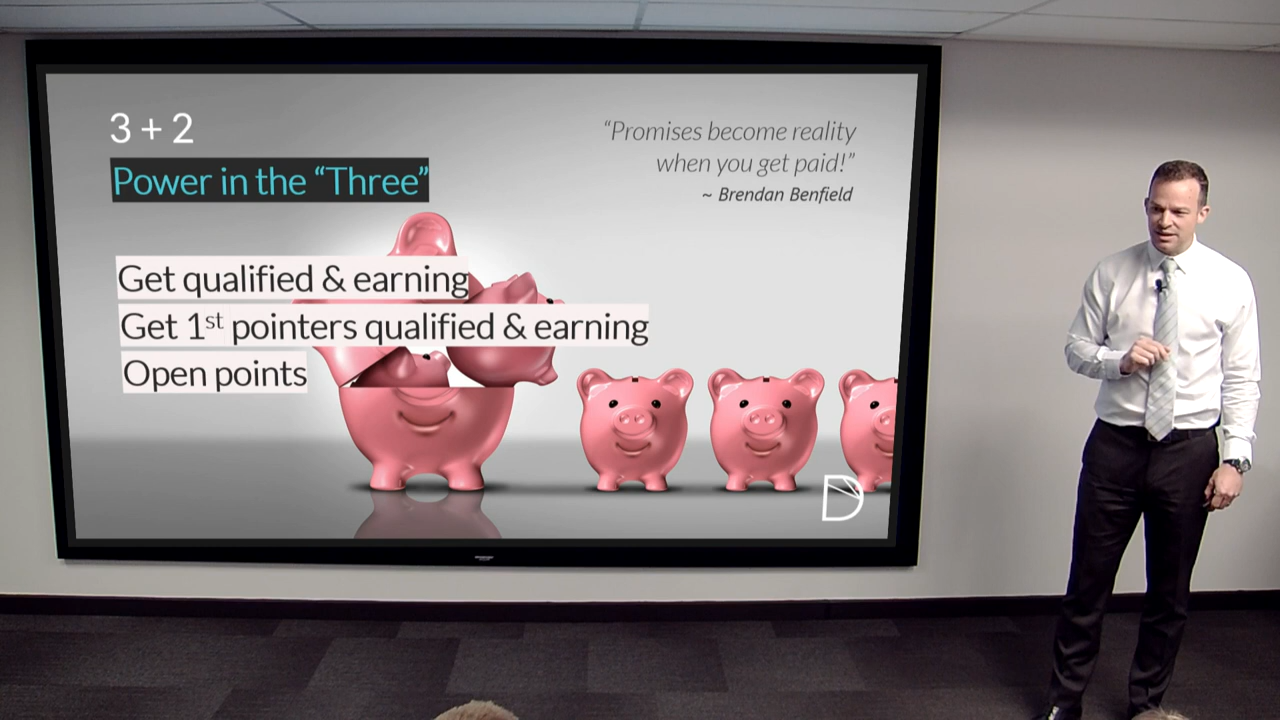 3 + 2
Power in the “Three”
“Promises become reality
when you get paid!”
~ Brendan Benfield
Get qualified & earning
Get 1st pointers qualified & earning
Open points